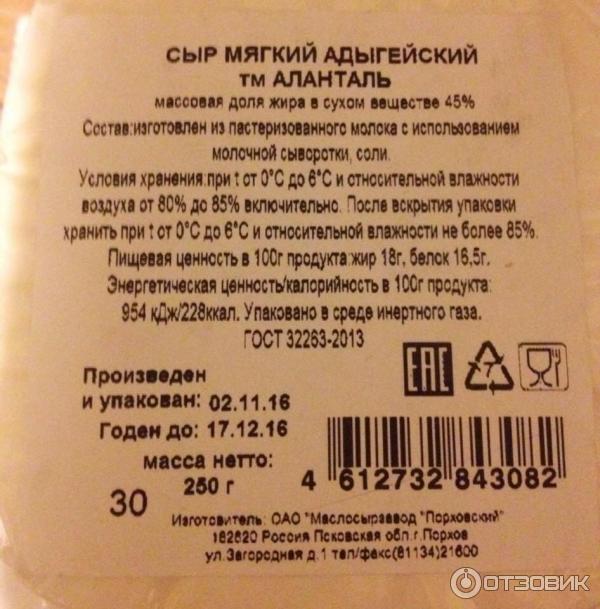 СЫР МЯГКИЙ АДЫГЕЙСКИЙ
тм АЛАНТАЛЬ
массовая доля жира в сухом веществе 45%
Состав:изготовлен из пастеризованного молока с использованием
молочной сыворотки, соли.
Условия хранения:при t от 0°С до 6°С и относительной влажности
воздуха от 80% до 85% включительно. После вскрытия упаковки
хранить при t от 0°С до 6°С и относительной влажности не более 85%.
Пищевая ценность в 100г продукта:жир 18г, белок 16,5г.
Энергетическая ценность/калорийность в 100г продукта:
954 кДж/228ккал. Упаковано в среде инертного газа.
ГОСТ 32263-2013
ЕАС
7
Произведен
и упакован: 02.11.16
Годен до: 17.12.16
масса нетто:
250 г
30
4 612732 843082
Изготовитель: ОАО "Маслосырзавод "Порховский"
182620 Россия Псковская обл.г.Порхов
ул.Загородная д.1 тел/факс(81134)21600
ОТЗОВИК